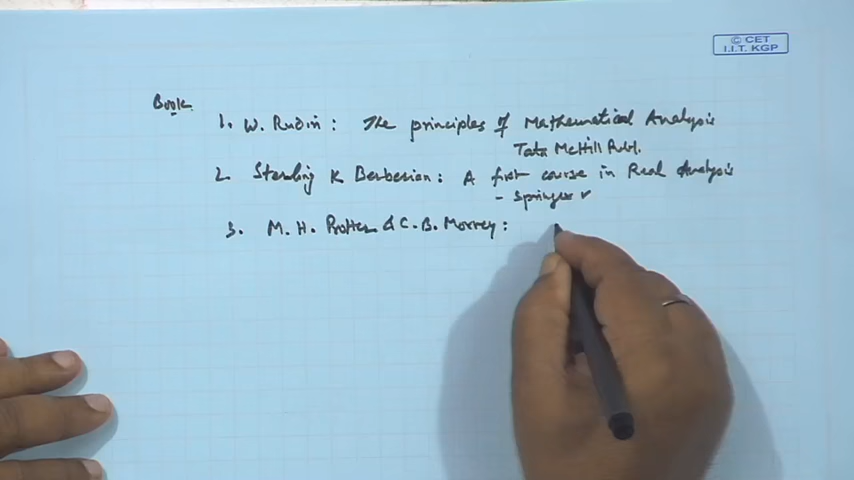 © CET
I.I.T. KGP
Book.
1. W. Rudin : The principles of Mathematical Analysis
Tata McHill Publ.
2 Sterling K Berberian : A first course in Real Analysis
- Springer
3. M. H. Protter & C. B. Morrey :